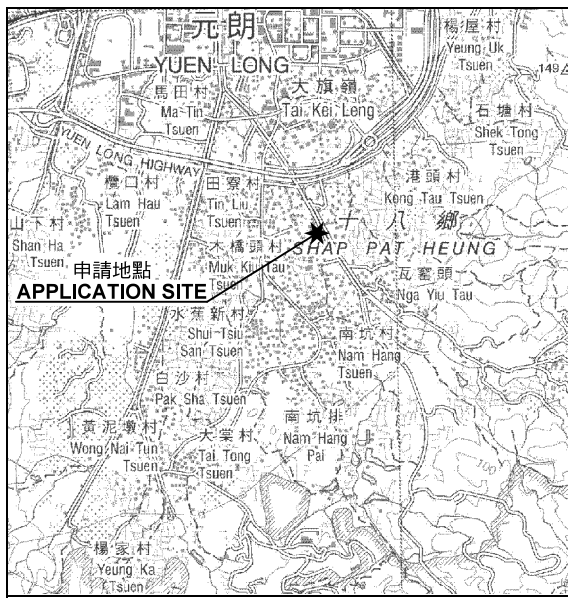 元朗
YUEN LONG
楊屋村
Yeung Uk
Tsuen
149
馬田村
Ma Tin
Tsuen
大旗嶺
Tai Kei Leng
石塘村
Shek Tong
Tsuen
YUEN LONG HIGHWAY
欖口村
Lam Hau
Tsuen
田寮村
Tin Liu
Tsuen
港頭村
Kong Tau Tsuen
山下村
Shan Ha
Tsuen
十八鄉
SHAP PAT HEUNG
木橋頭村
Muk Kiu Tau
Tsuen
申請地點
APPLICATION SITE
瓦窰頭
Nga Yiu Tau
水蕉新村
Shui Tsiu
San Tsuen
南坑村
Nam Hang
Tsuen
白沙村
Pak Sha Tsuen
黃泥墩村
Wong Nai Tun
Tsuen
大棠村
Tai Tong
Tsuen
南坑排
Nam Hang
Pai
100
楊家村
Yeung Ka
Tsuen